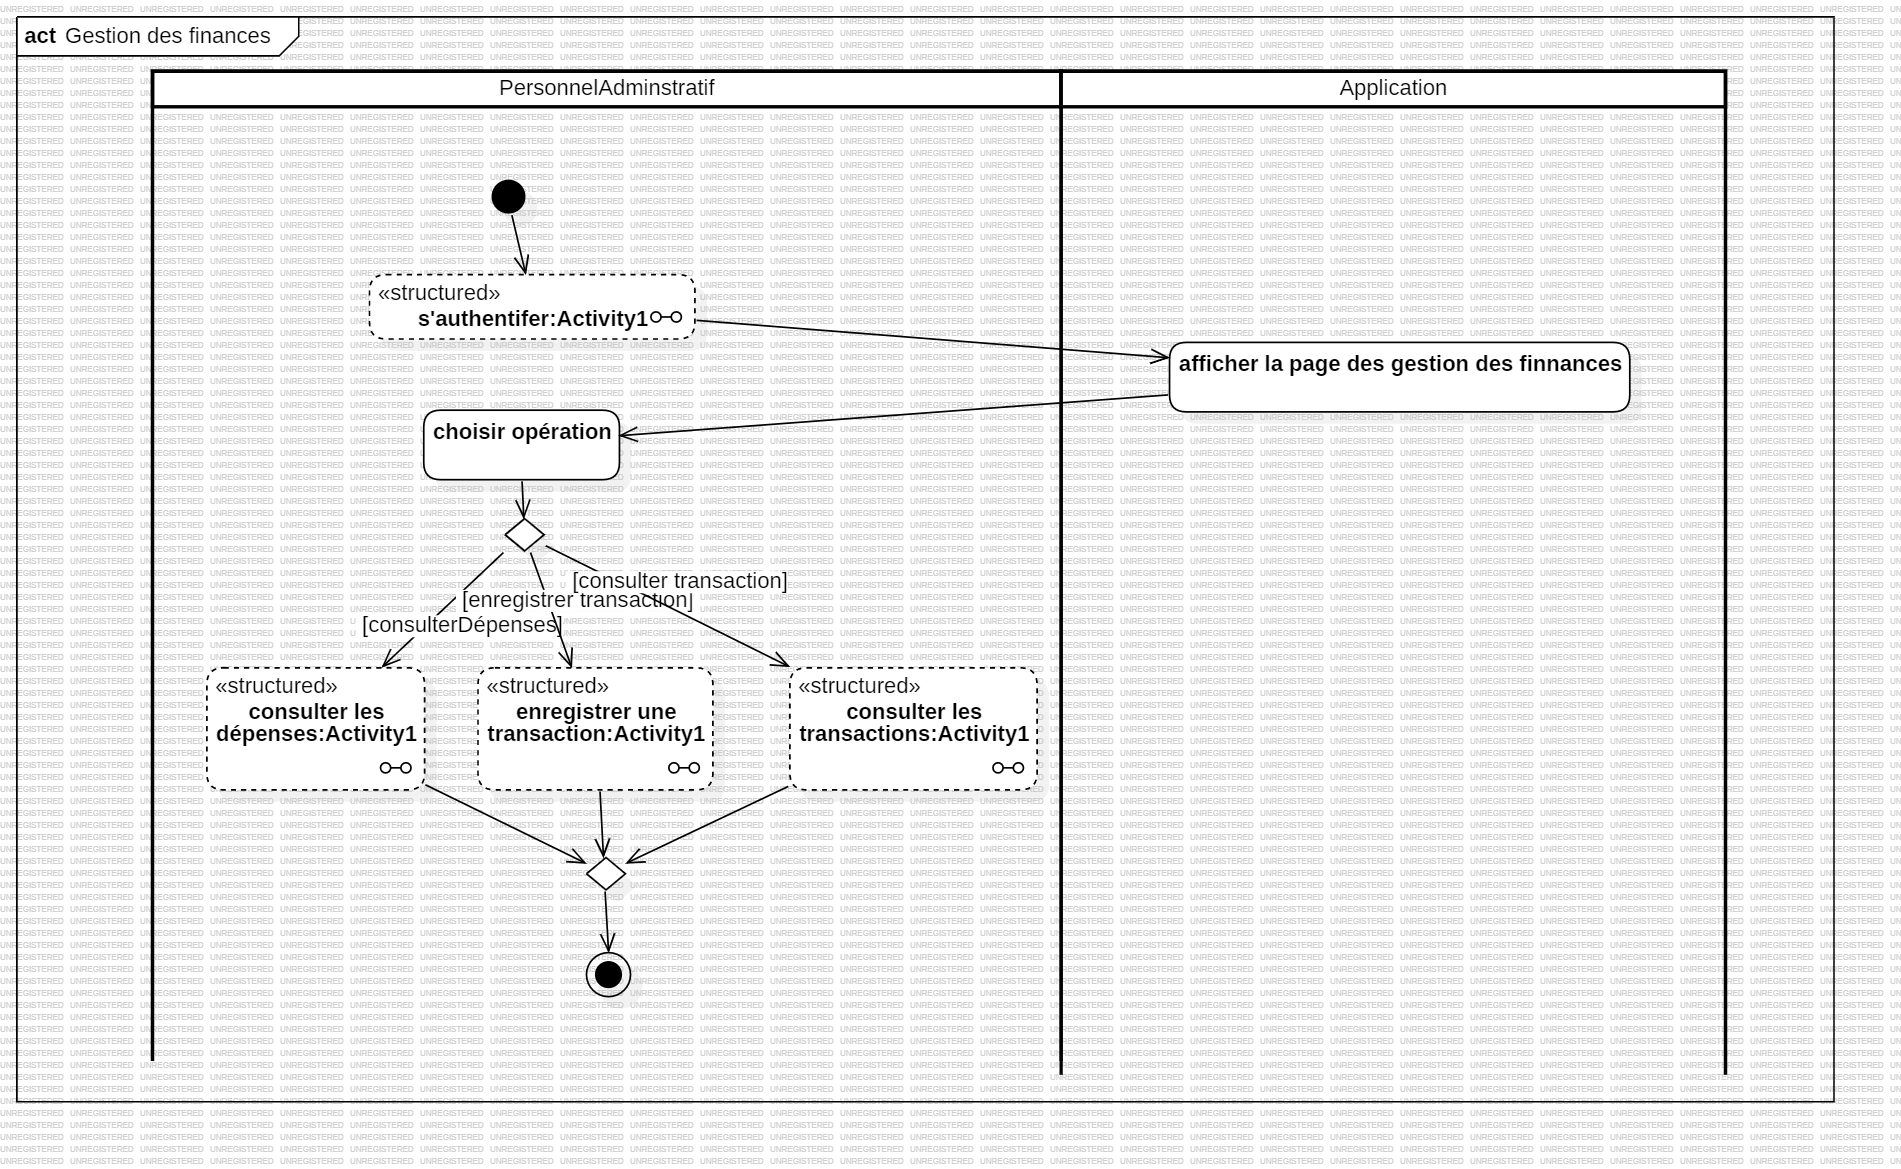 act Gestion des finances
PersonnelAdminstratif
Application
«structured»
s'authentifer:Activity1
afficher la page des gestion des finnances
choisir opération
[consulter transaction]
[enregistrer transaction]
[consulterDépenses]
«structured»
consulter les
dépenses:Activity1
«structured»
enregistrer une
transaction:Activity1
«structured»
consulter les
transactions:Activity1
UNREGISTERED